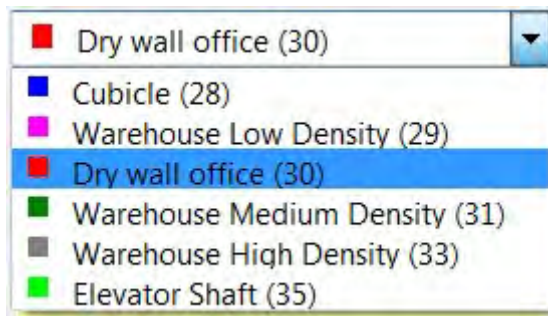 Dry wall office (30)
Cubicle (28)
Warehouse Low Density (29)
Dry wall office (30)
Warehouse Medium Density (31)
Warehouse High Density (33)
Elevator Shaft (35)